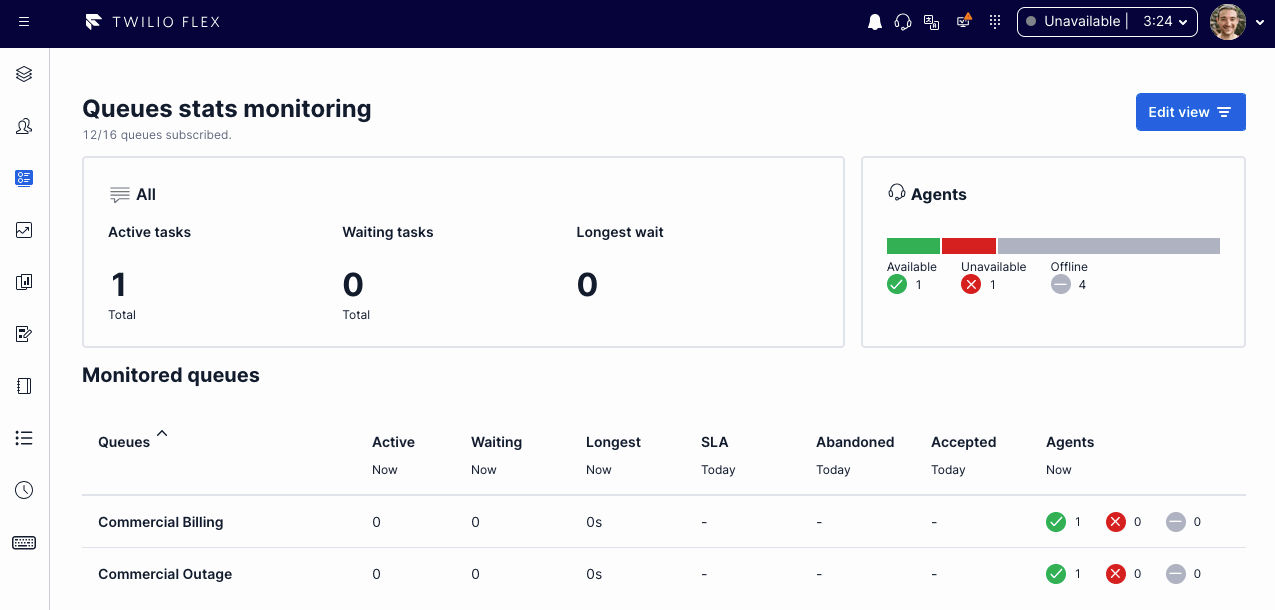 TWILIO FLEX
Unavailable | 3:24
Queues stats monitoring
12/16 queues subscribed.
Edit view
All
Active tasks Waiting tasks Longest wait
1 0 0
Total Total
Agents
Available Unavailable Offline
1 1 4
Monitored queues
Queues Active Waiting Longest SLA Abandoned Accepted Agents
Now Now Now Today Today Today Now
Commercial Billing 0 0 0s - - - 1 0 0
Commercial Outage 0 0 0s - - - 1 0 0